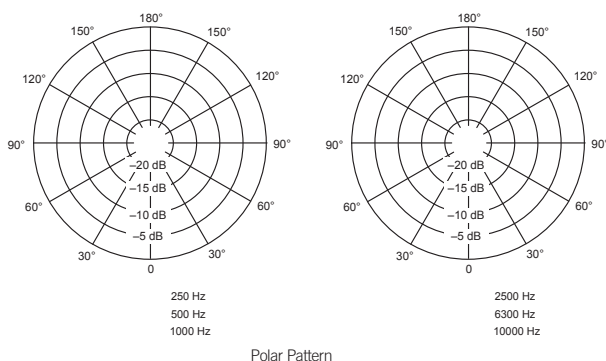 180° 180°
150° 150° 150° 150°
120° 120° 120° 120°
90° 90° 90° 90°
–20 dB –20 dB
–15 dB –15 dB
60° 60° 60° 60°
–10 dB –10 dB
–5 dB –5 dB
30° 30° 30° 30°
0 0
250 Hz 2500 Hz
500 Hz 6300 Hz
1000 Hz 10000 Hz
Polar Pattern